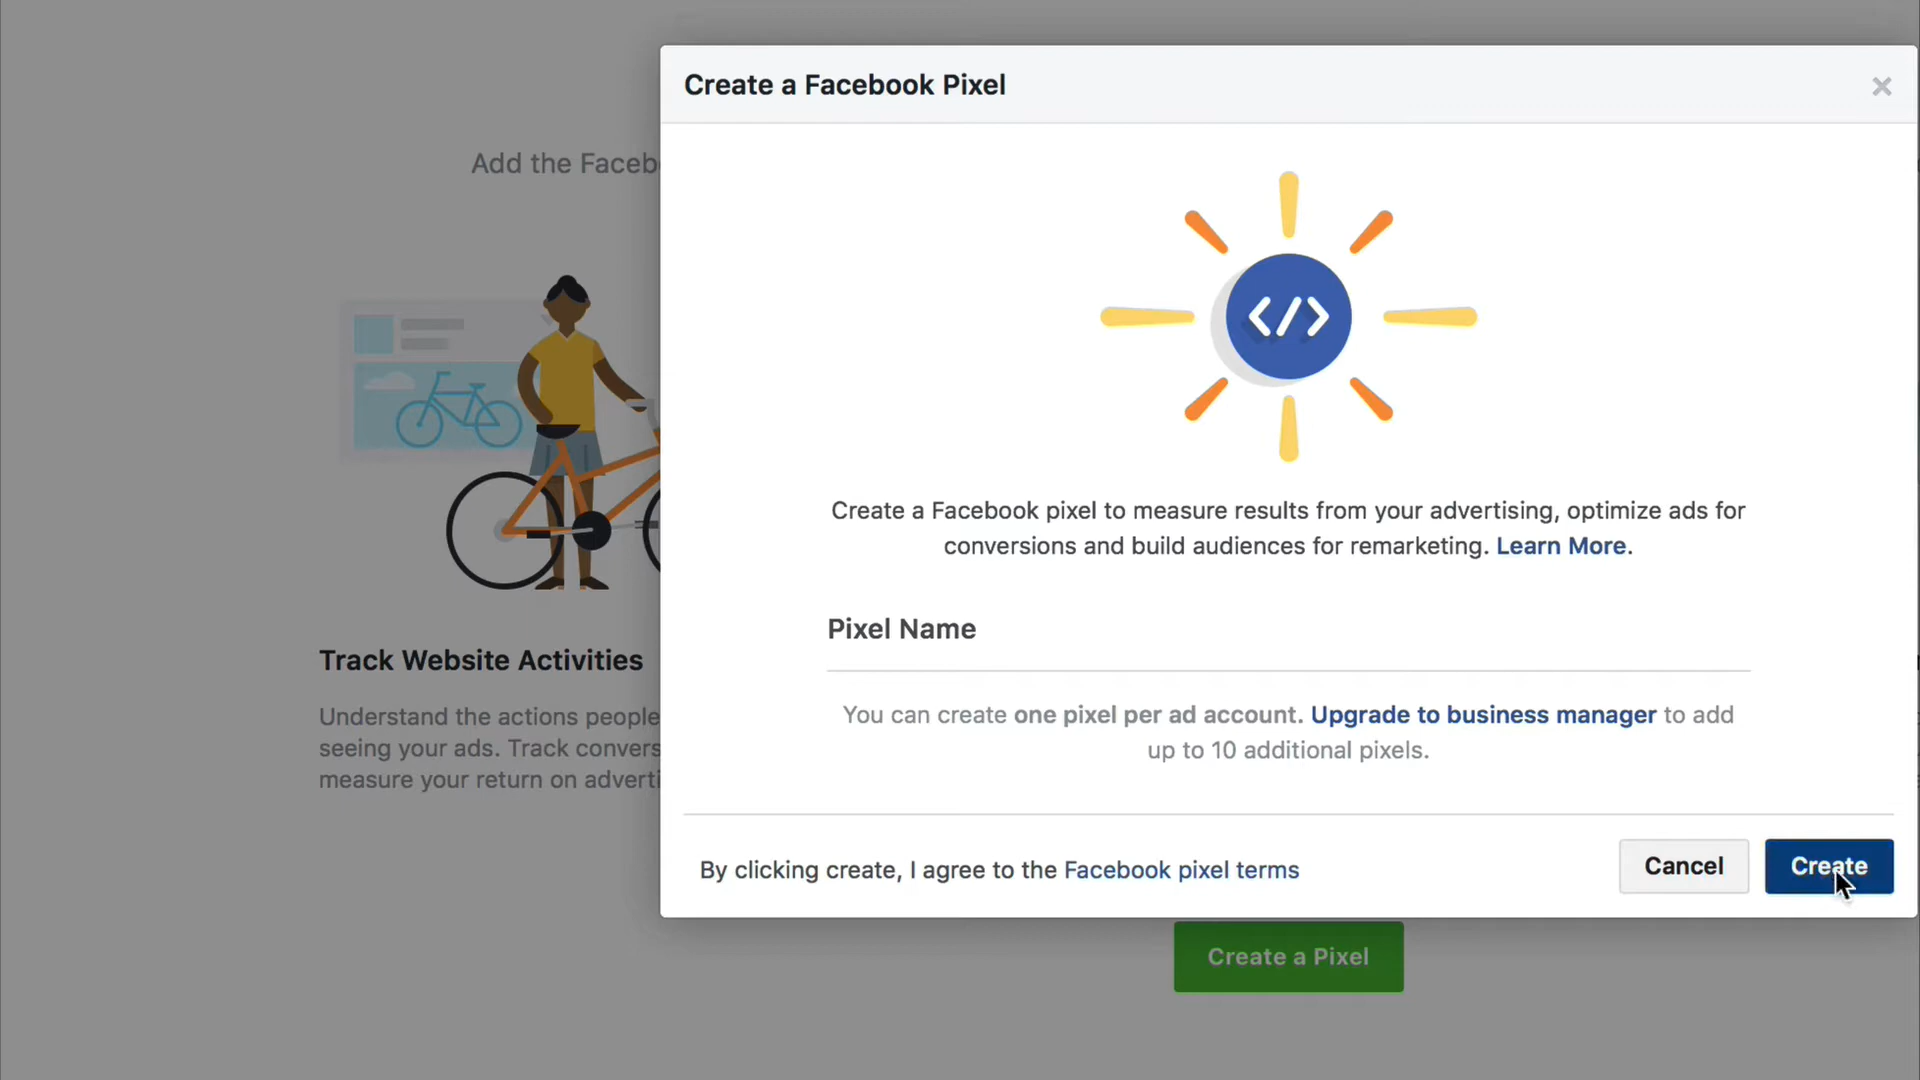 Create a Facebook Pixel
Add the Faceb
</>
Create a Facebook pixel to measure results from your advertising, optimize ads for
conversions and build audiences for remarketing. Learn More.
Pixel Name
Track Website Activities
You can create one pixel per ad account. Upgrade to business manager to add
up to 10 additional pixels.
Understand the actions people
seeing your ads. Track convers
measure your return on adverti
By clicking create, I agree to the Facebook pixel terms
Cancel
Create
Create a Pixel